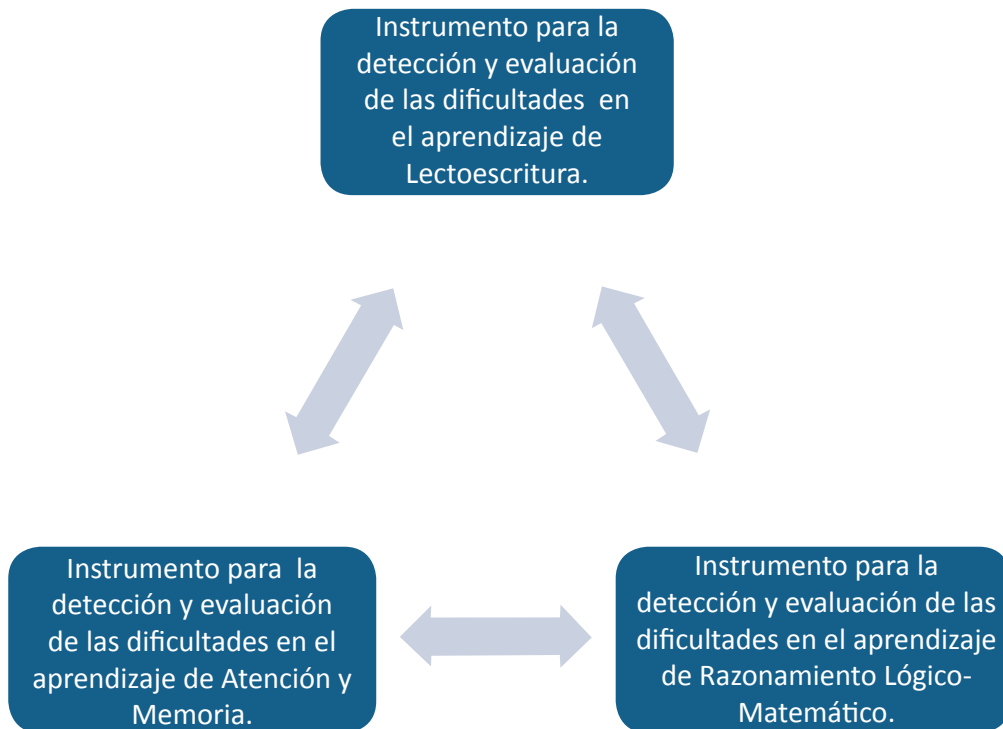 Instrumento para la
detección y evaluación
de las dificultades en
el aprendizaje de
Lectoescritura.
Instrumento para la
detección y evaluación
de las dificultades en el
aprendizaje de Atención y
Memoria.
Instrumento para la
detección y evaluación de las
dificultades en el aprendizaje
de Razonamiento Lógico-
Matemático.